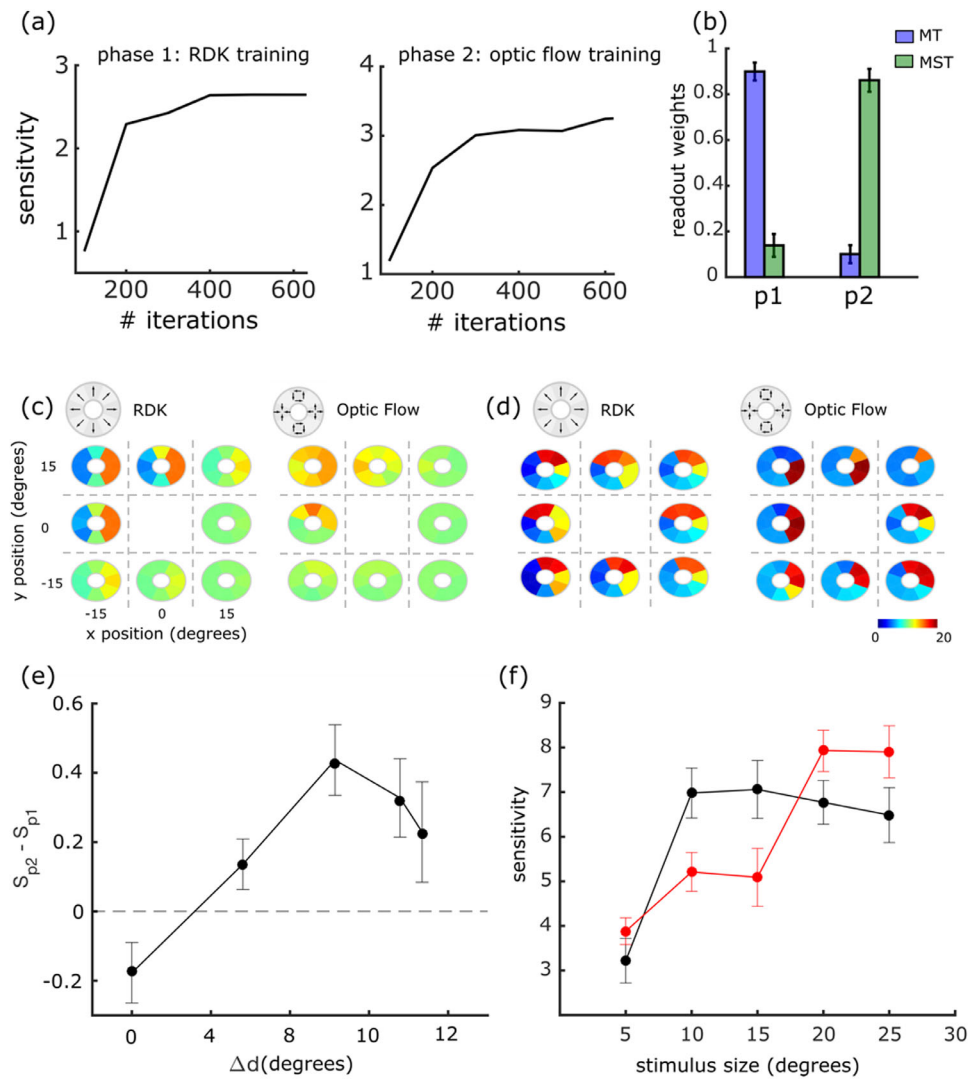 (a)
phase 1: RDK training
3
2
1
200 400 600
# iterations
sensitvity
phase 2: optic flow training
4
3
2
1
200 400 600
# iterations
(b)
MT
MST
1
0.8
0.4
0.2
0
p1 p2
readout weights
(c)
RDK
Optic Flow
15
0
-15
y position (degrees)
-15 0 15
x position (degrees)
(d)
RDK
Optic Flow
0 20
(e)
0.6
0.4
0.2
0
-0.2
Sp2 - Sp1
0 4 8 10 12
Δd(degrees)
(f)
9
8
7
6
5
4
3
sensitivity
5 10 15 20 25 30
stimulus size (degrees)